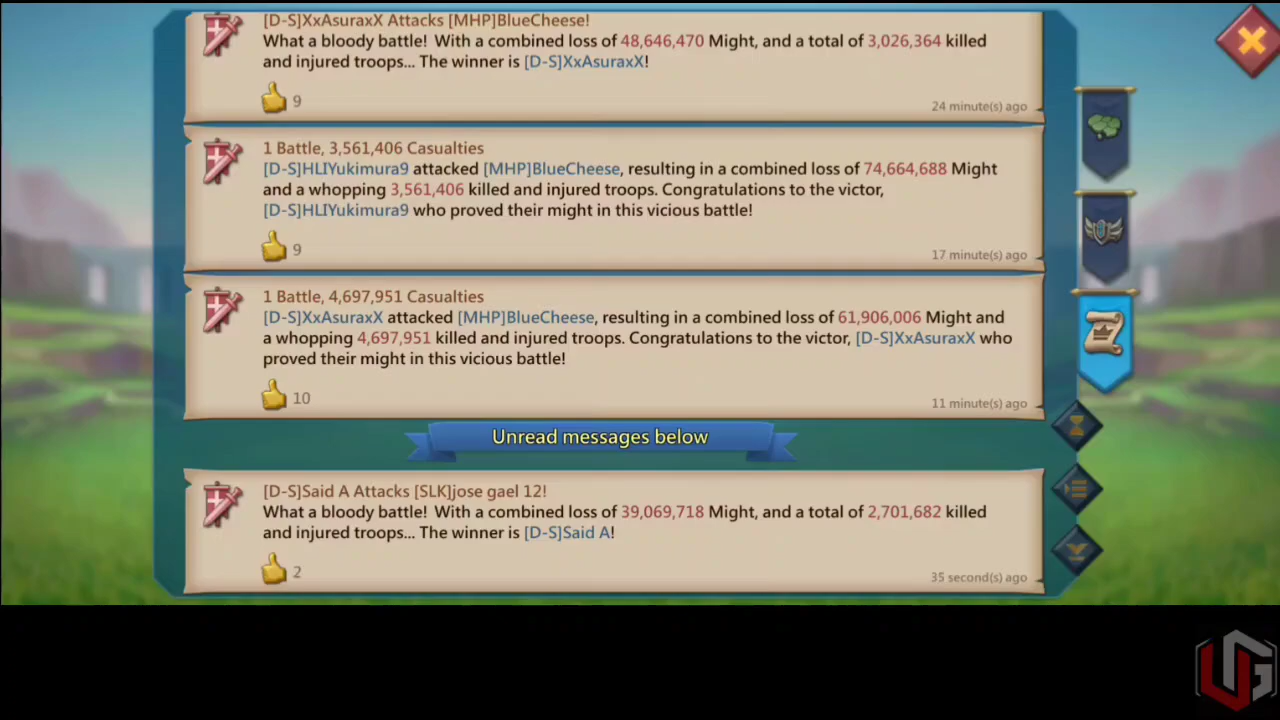 [D-S]XxAsuraxX Attacks [MHP]BlueCheese!
What a bloody battle! With a combined loss of 48,646,470 Might, and a total of 3,026,364 killed
and injured troops... The winner is [D-S]XxAsuraxX!
9
24 minute(s) ago
1 Battle, 3,561,406 Casualties
[D-S]HLIYukimura9 attacked [MHP]BlueCheese, resulting in a combined loss of 74,664,688 Might
and a whopping 3,561,406 killed and injured troops. Congratulations to the victor,
[D-S]HLIYukimura9 who proved their might in this vicious battle!
9
17 minute(s) ago
1 Battle, 4,697,951 Casualties
[D-S]XxAsuraxX attacked [MHP]BlueCheese, resulting in a combined loss of 61,906,006 Might and
a whopping 4,697,951 killed and injured troops. Congratulations to the victor, [D-S]XxAsuraxX who
proved their might in this vicious battle!
10
11 minute(s) ago
Unread messages below
[D-S]Said A Attacks [SLK]jose gael 12!
What a bloody battle! With a combined loss of 39,069,718 Might, and a total of 2,701,682 killed
and injured troops... The winner is [D-S]Said A!
2
35 second(s) ago
UG